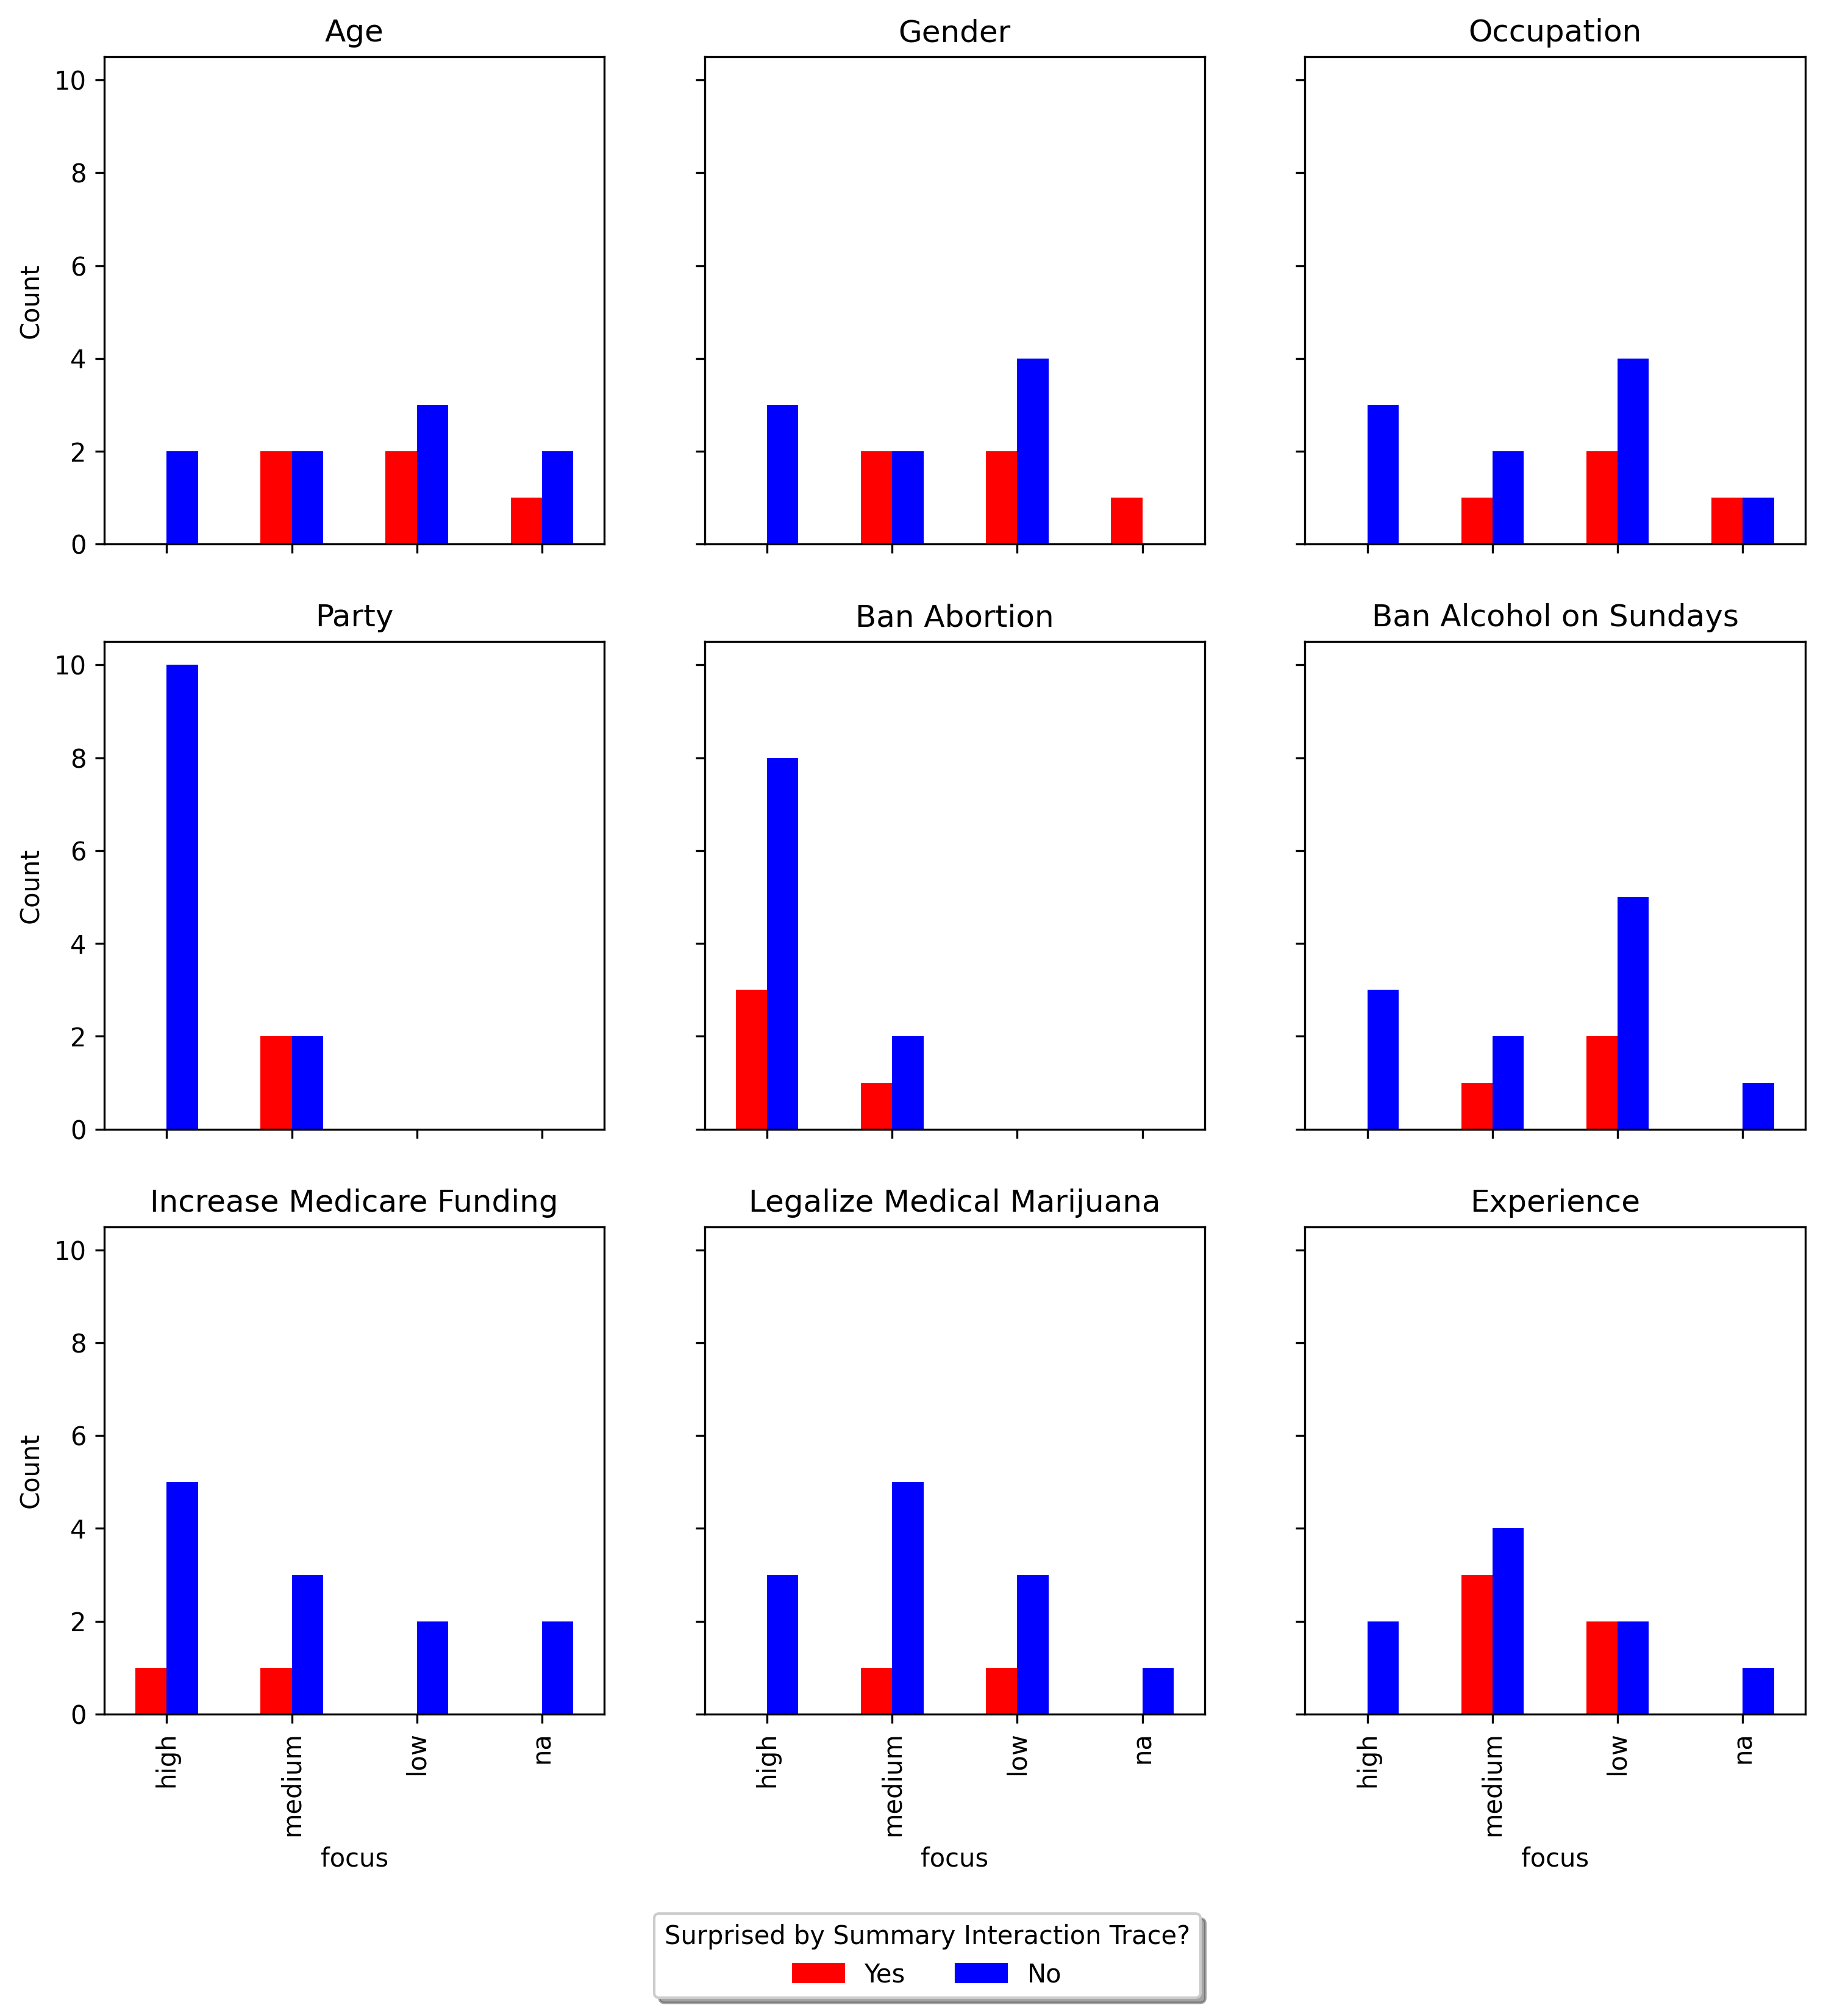 Age
Gender
Occupation
10
8
6
4
2
0
Count
Party
Ban Abortion
Ban Alcohol on Sundays
10
8
6
4
2
0
Count
Increase Medicare Funding
Legalize Medical Marijuana
Experience
10
8
6
4
2
0
Count
high
medium
low
na
focus
high
medium
low
na
focus
high
medium
low
na
focus
Surprised by Summary Interaction Trace?
Yes
No